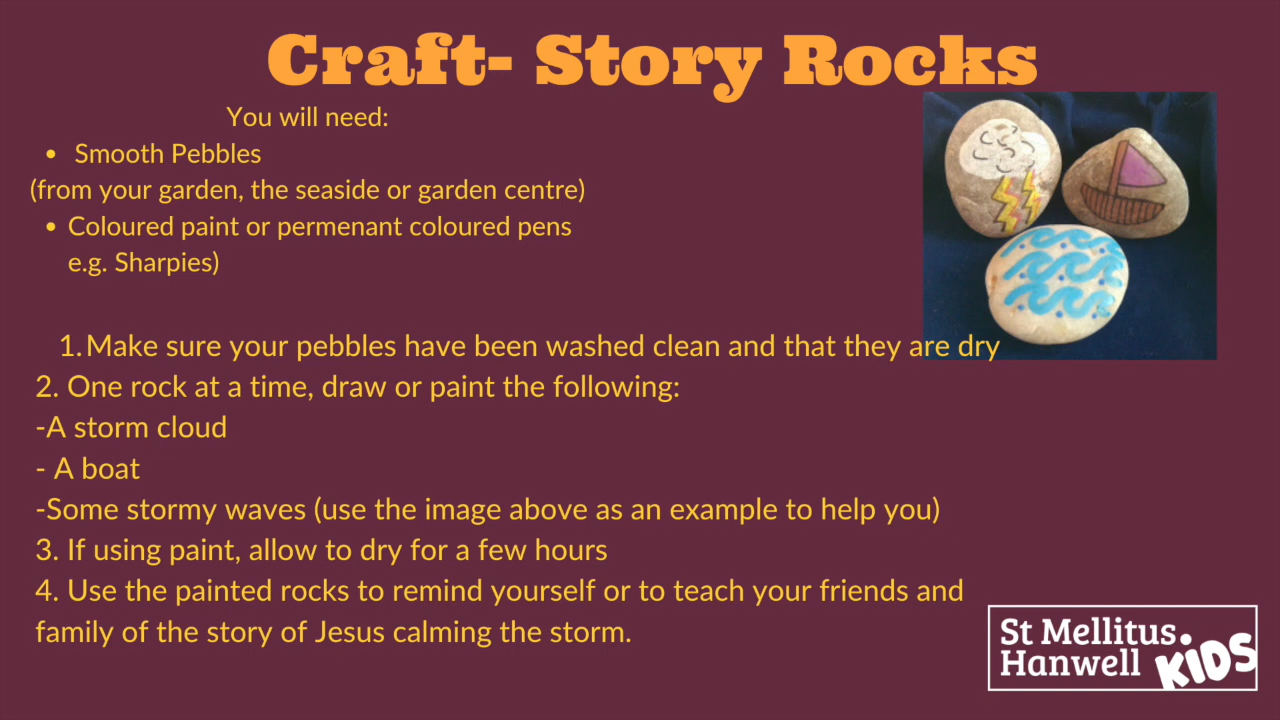 Craft- Story Rocks
You will need:
• Smooth Pebbles
(from your garden, the seaside or garden centre)
• Coloured paint or permenant coloured pens
e.g. Sharpies)
1. Make sure your pebbles have been washed clean and that they are dry
2. One rock at a time, draw or paint the following:
-A storm cloud
- A boat
-Some stormy waves (use the image above as an example to help you)
3. If using paint, allow to dry for a few hours
4. Use the painted rocks to remind yourself or to teach your friends and
family of the story of Jesus calming the storm.
St Mellitus
Hanwell KiDS